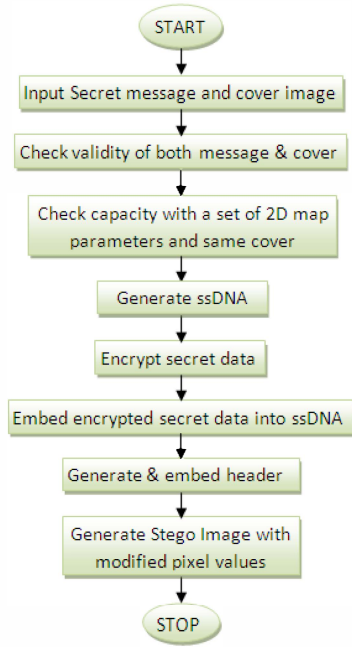 START
Input Secret message and cover image
Check validity of both message & cover
Check capacity with a set of 2D map
parameters and same cover
Generate ssDNA
Encrypt secret data
Embed encrypted secret data into ssDNA
Generate & embed header
Generate Stego Image with
modified pixel values
STOP